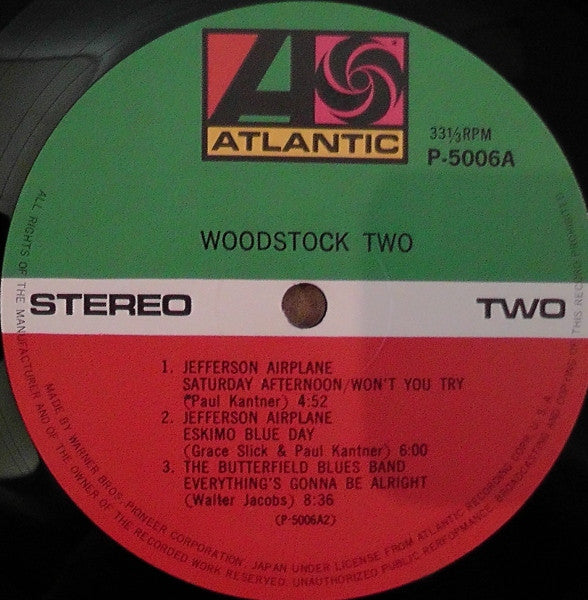 ATLANTIC
33⅓RPM
P-5006A
WOODSTOCK TWO
STEREO
TWO
1. JEFFERSON AIRPLANE
SATURDAY AFTERNOON/WON'T YOU TRY
(Paul Kantner) 4:52
2. JEFFERSON AIRPLANE
ESKIMO BLUE DAY
(Grace Slick & Paul Kantner) 6:00
3. THE BUTTERFIELD BLUES BAND
EVERYTHING'S GONNA BE ALRIGHT
(Walter Jacobs) 8:36
(P-5006A2)
MADE BY WARNER BROS.-PIONEER CORPORATION, JAPAN UNDER LICENSE FROM ATLANTIC RECORDING CORP. U.S.A.
ALL RIGHTS OF THE MANUFACTURER AND OF THE OWNER OF THE RECORDED WORK RESERVED. UNAUTHORIZED PUBLIC PERFORMANCE, BROADCASTING AND COPYING OF THIS RECORD PROHIBITED.